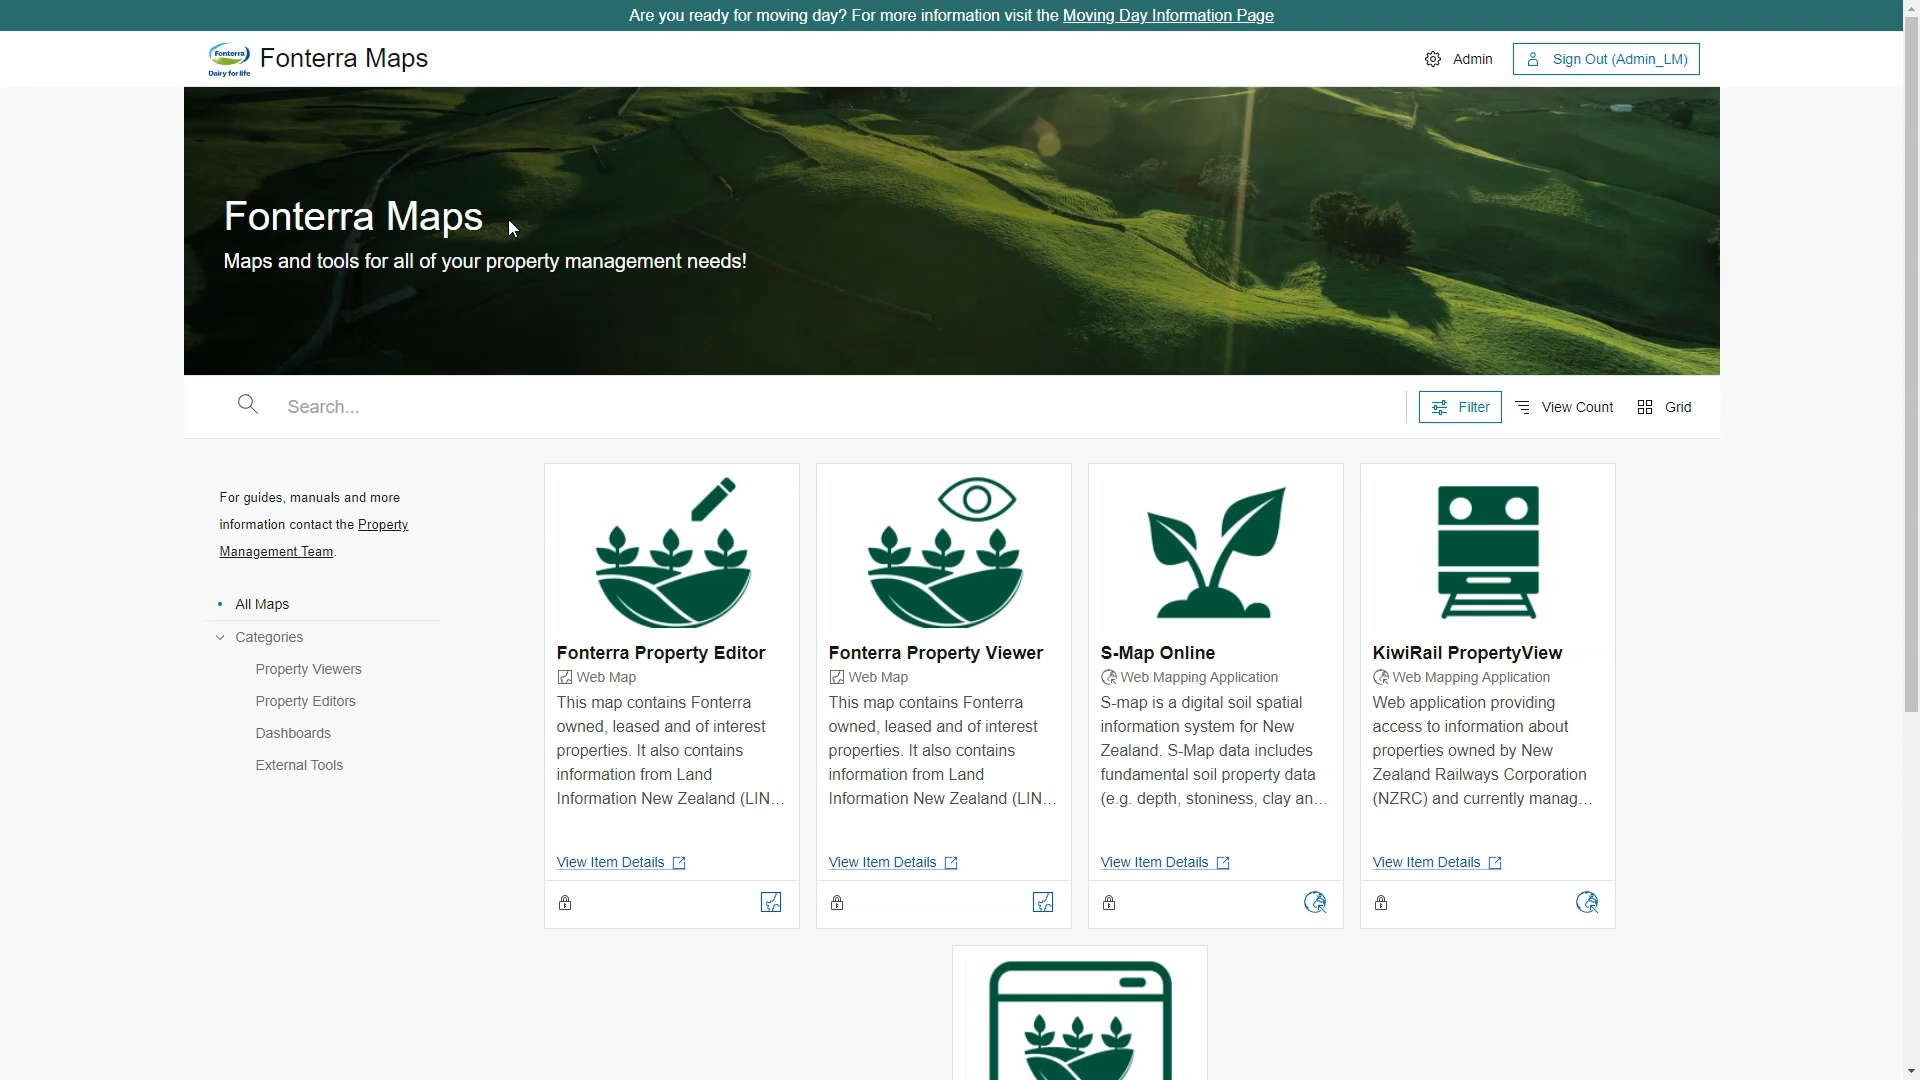 Are you ready for moving day? For more information visit the Moving Day Information Page
Fonterra
Dairy for life
Fonterra Maps
Admin
Sign Out (Admin_LM)
Fonterra Maps
Maps and tools for all of your property management needs!
Search...
Filter
View Count
Grid
For guides, manuals and more
information contact the Property
Management Team.
All Maps
Categories
Property Viewers
Property Editors
Dashboards
External Tools
Fonterra Property Editor
Web Map
This map contains Fonterra
owned, leased and of interest
properties. It also contains
information from Land
Information New Zealand (LIN...
View Item Details
Fonterra Property Viewer
Web Map
This map contains Fonterra
owned, leased and of interest
properties. It also contains
information from Land
Information New Zealand (LIN...
View Item Details
S-Map Online
Web Mapping Application
S-map is a digital soil spatial
information system for New
Zealand. S-Map data includes
fundamental soil property data
(e.g. depth, stoniness, clay an...
View Item Details
KiwiRail PropertyView
Web Mapping Application
Web application providing
access to information about
properties owned by New
Zealand Railways Corporation
(NZRC) and currently manag...
View Item Details